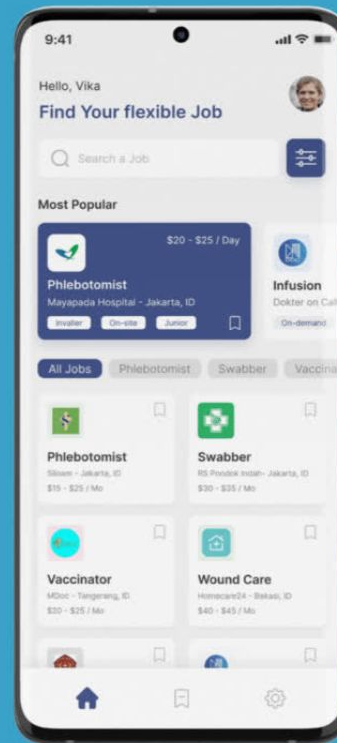 9:41
Hello, Vika
Find Your flexible Job
Search a Job
Most Popular
$20 - $25 / Day
Phlebotomist
Mayapada Hospital - Jakarta, ID
Invaller On-site Junior
Infusion
Dokter on Cal
On-demand
All Jobs Phlebotomist Swabber Vaccina
Phlebotomist
Siloam - Jakarta, ID
$15 - $25 / Mo
Swabber
RS Pondok Indah- Jakarta, ID
$30 - $35 / Mo
Vaccinator
MDoc - Tangerang, ID
$20 - $25 / Mo
Wound Care
Homecare24 - Bekasi, ID
$40 - $45 / Mo